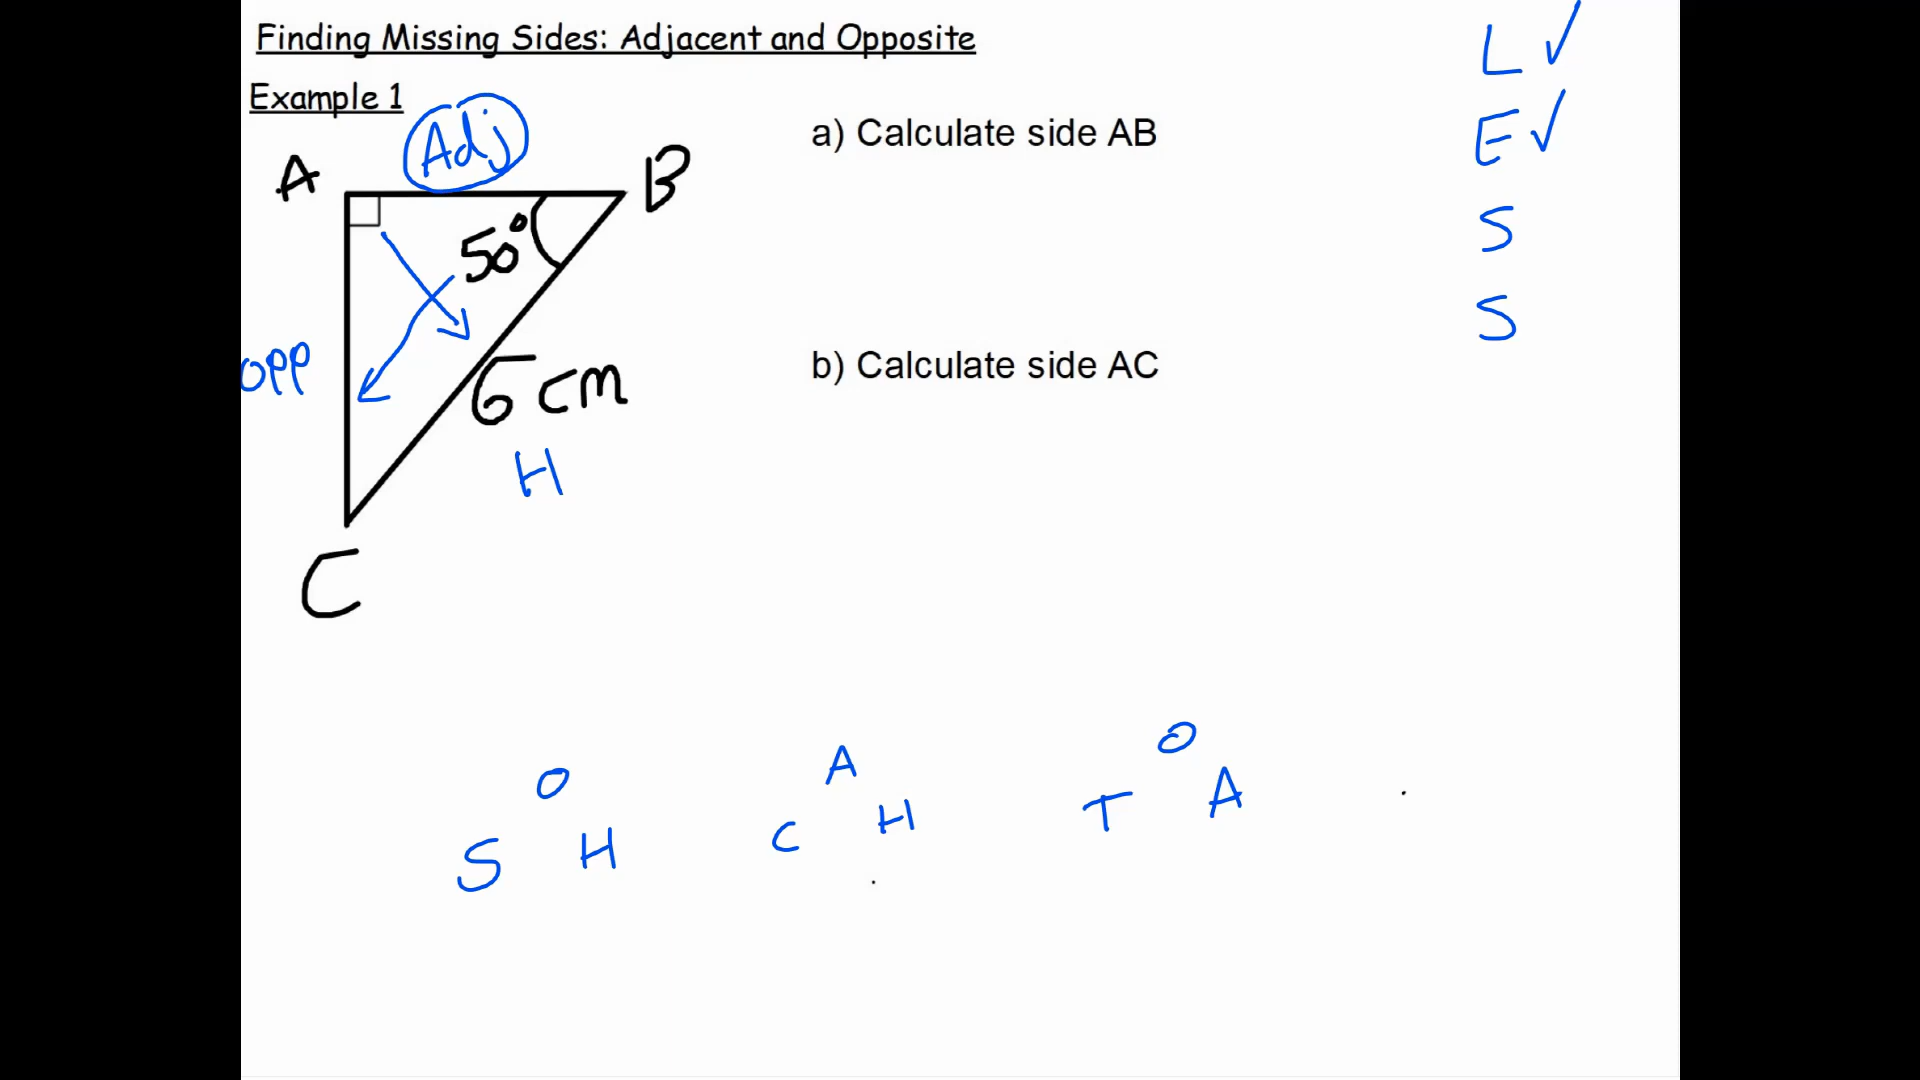 Finding Missing Sides: Adjacent and Opposite
Example 1
Adj
A
B
50°
opp
6 cm
H
C
a) Calculate side AB
b) Calculate side AC
L ✓
E ✓
S
S
O
S H
A
C H
O
T A